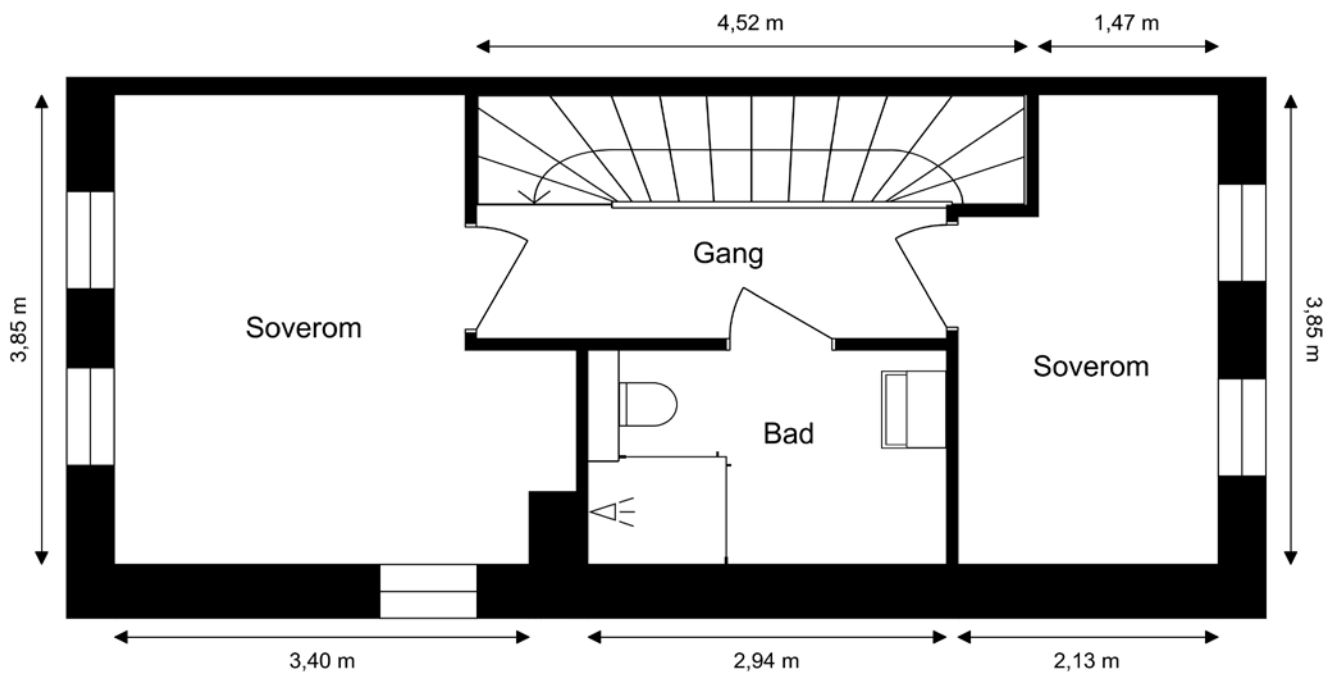 4,52 m
1,47 m
Gang
3,85 m
Soverom
3,85 m
Soverom
Bad
3,40 m
2,94 m
2,13 m